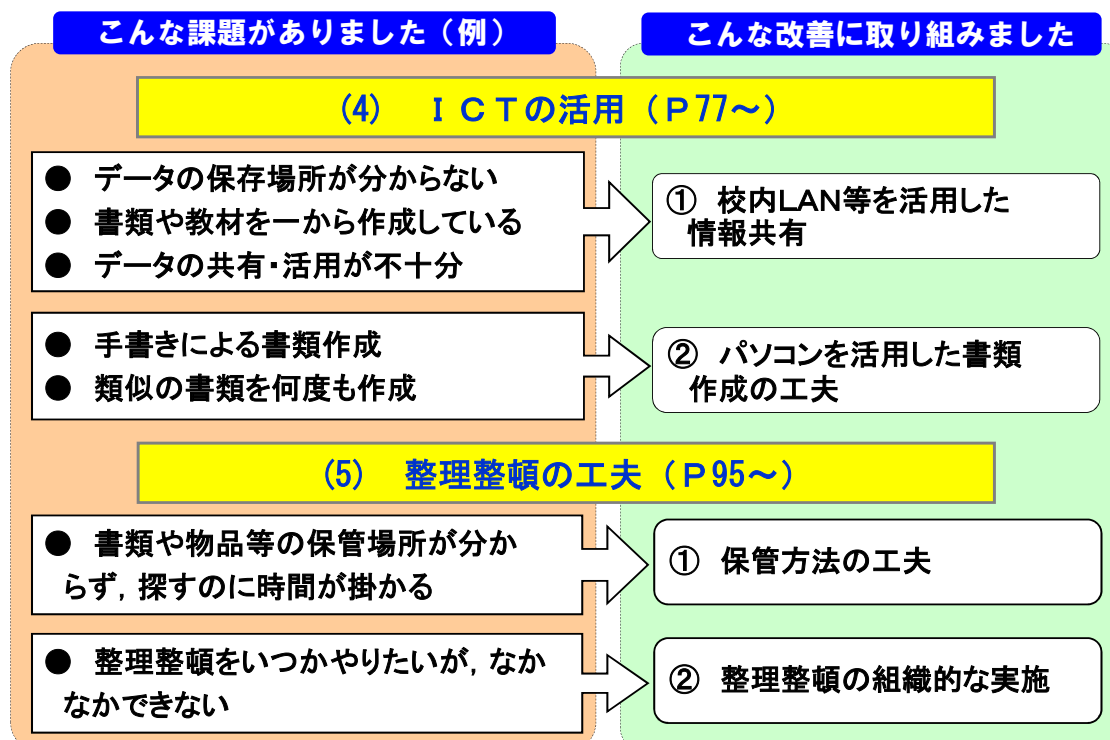 こんな課題がありました（例）
こんな改善に取り組みました
(4)　ＩＣＴの活用（Ｐ77～）
●　データの保存場所が分からない
●　書類や教材を一から作成している
●　データの共有・活用が不十分
①　校内ＬＡＮ等を活用した
情報共有
●　手書きによる書類作成
●　類似の書類を何度も作成
②　パソコンを活用した書類
作成の工夫
(5)　整理整頓の工夫（Ｐ95～）
●　書類や物品等の保管場所が分か
らず，探すのに時間が掛かる
①　保管方法の工夫
●　整理整頓をいつかやりたいが，なか
なかできない
②　整理整頓の組織的な実施